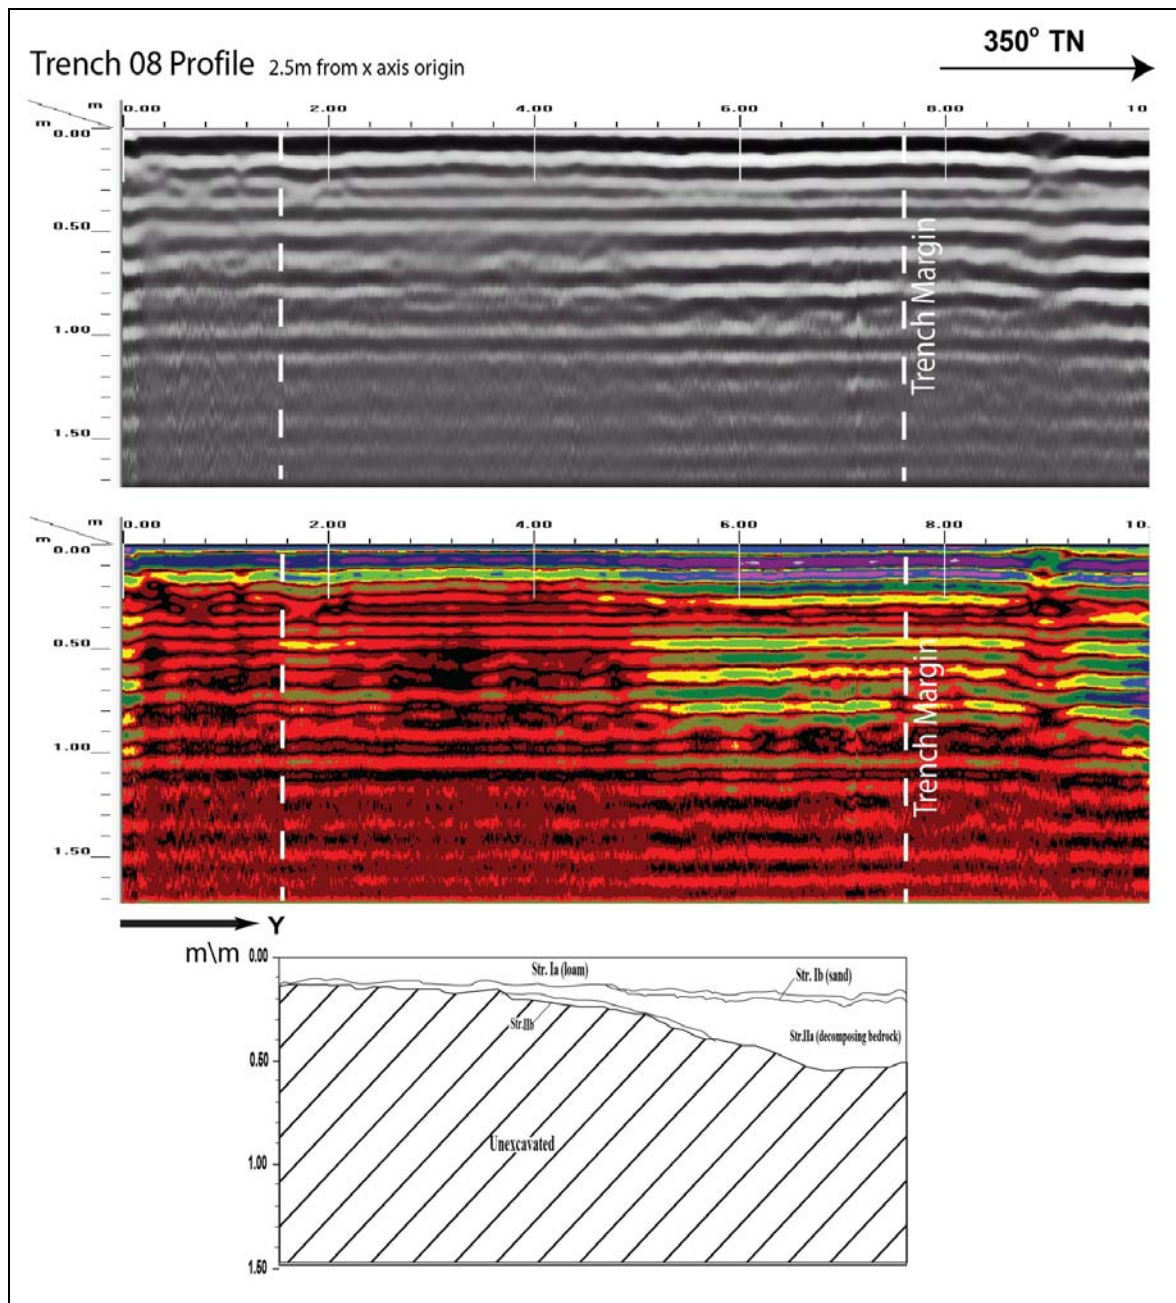 350° TN
Trench 08 Profile 2.5m from x axis origin
m 0.00 2.00 4.00 6.00 8.00 10
m
0.00
0.50
1.00
1.50
Trench Margin
m 0.00 2.00 4.00 6.00 8.00 10.
m
0.00
0.50
1.00
1.50
Trench Margin
Y
m\m
0.00
0.50
1.00
1.50
Str. Ia (loam)
Str. Ib (sand)
Str.IIb
Str.IIa (decomposing bedrock)
Unexcavated